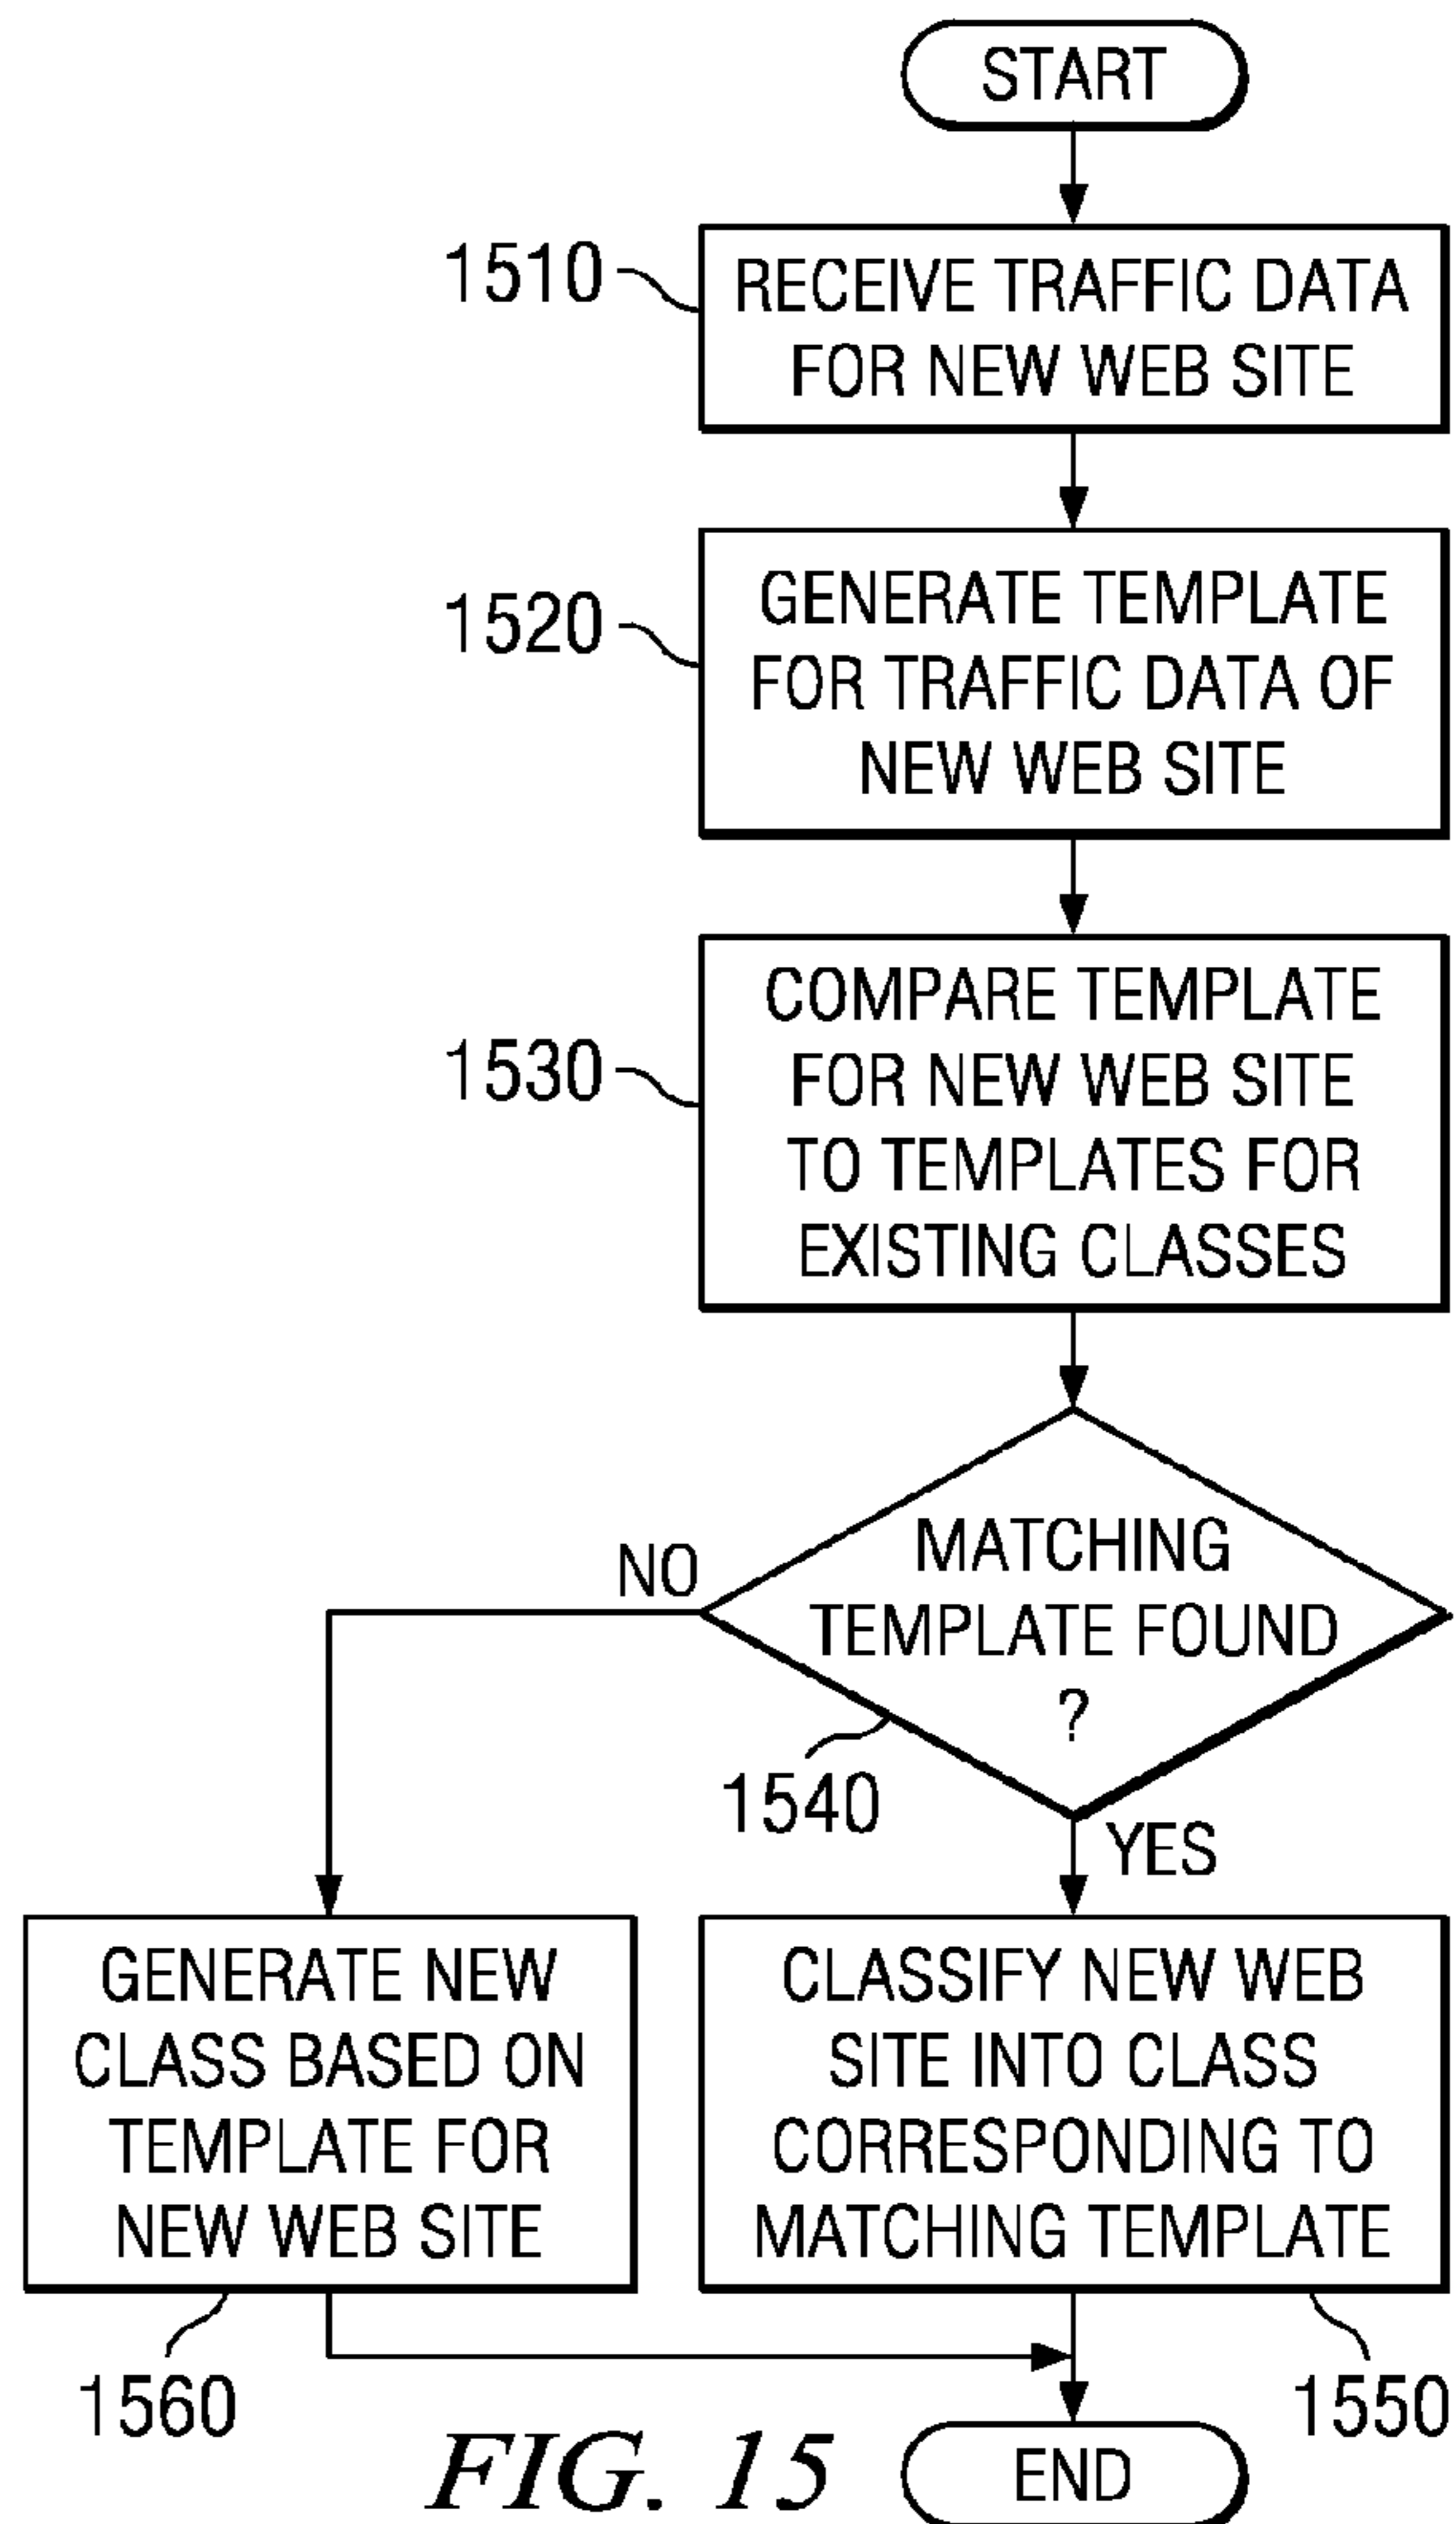 START
1510
RECEIVE TRAFFIC DATA
FOR NEW WEB SITE
1520
GENERATE TEMPLATE
FOR TRAFFIC DATA OF
NEW WEB SITE
1530
COMPARE TEMPLATE
FOR NEW WEB SITE
TO TEMPLATES FOR
EXISTING CLASSES
MATCHING
TEMPLATE FOUND
?
NO
1540
YES
GENERATE NEW
CLASS BASED ON
TEMPLATE FOR
NEW WEB SITE
CLASSIFY NEW WEB
SITE INTO CLASS
CORRESPONDING TO
MATCHING TEMPLATE
1560
1550
FIG. 15
END